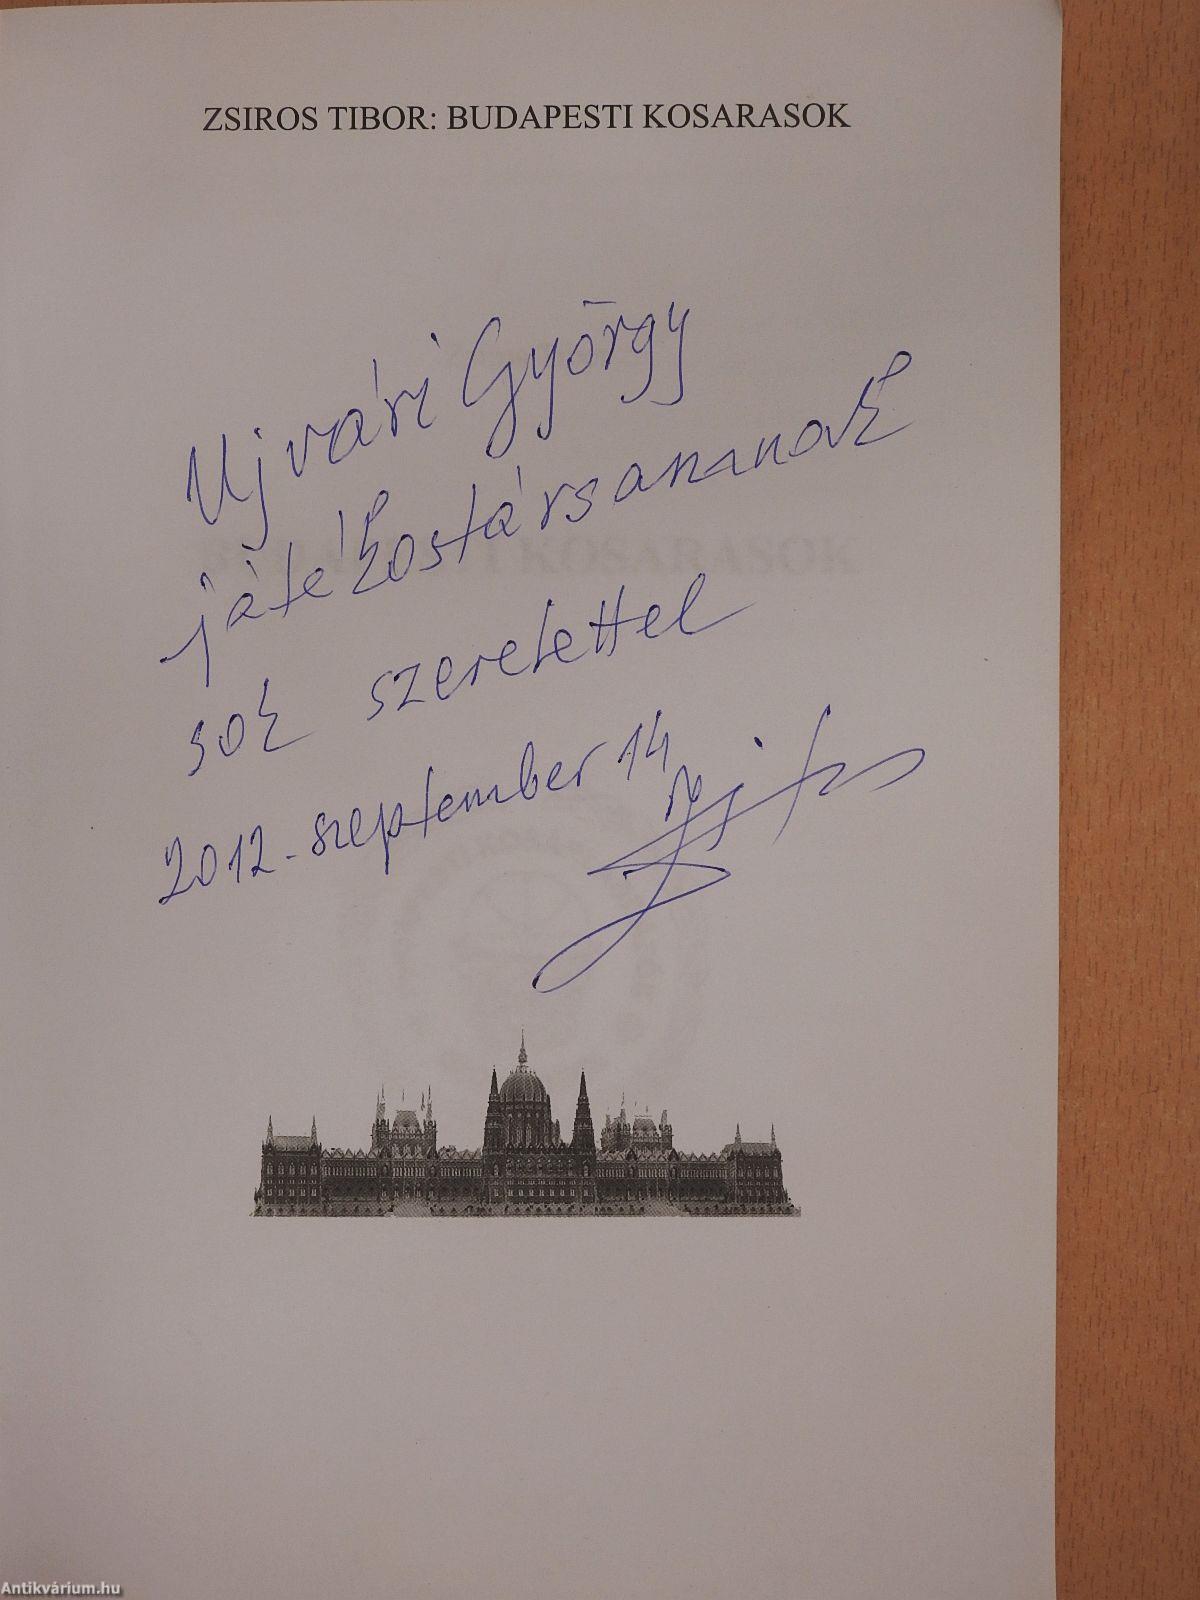 ZSIROS TIBOR: BUDAPESTI KOSARASOK
Ujvári György
játékostársamnak
sok szeretettel
2012. szeptember 14
Antikvárium.hu